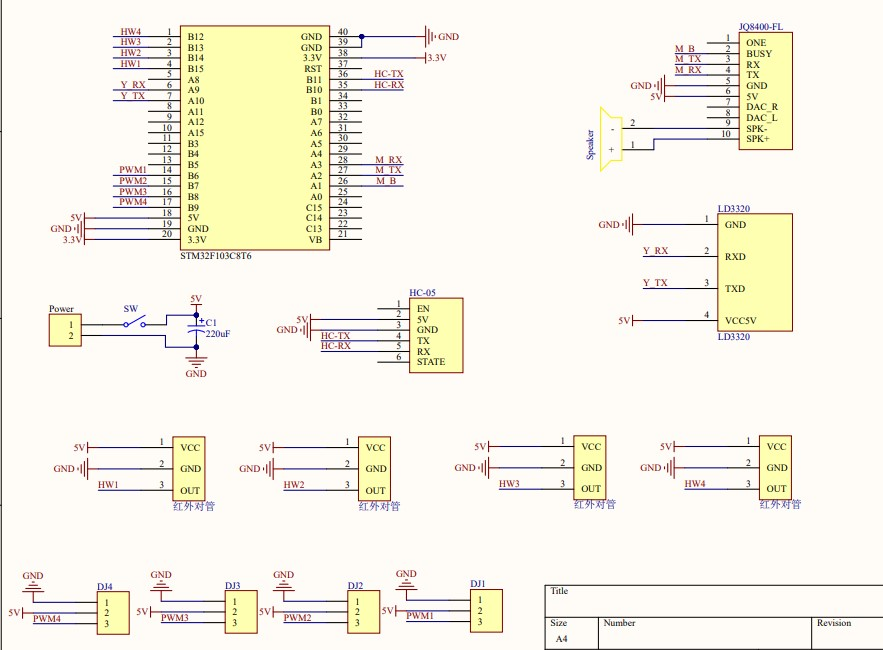 HW4 1 B12 GND 40 GND
HW3 2 B13 GND 39
HW2 3 B14 3.3V 38 3.3V
HW1 4 B15 RST 37
5 A8 B11 36 HC-TX
Y_RX 6 A9 B10 35 HC-RX
Y_TX 7 A10 B1 34
8 A11 B0 33
9 A12 A7 32
10 A15 A6 31
11 B3 A5 30
12 B4 A4 29
13 B5 A3 28 M_RX
PWM1 14 B6 A2 27 M_TX
PWM2 15 B7 A1 26 M_B
PWM3 16 B8 A0 25
PWM4 17 B9 C15 24
5V 18 5V C14 23
GND 19 GND C13 22
3.3V 20 3.3V VB 21
STM32F103C8T6
JQ8400-FL
1 ONE
M_B 2 BUSY
M_TX 3 RX
M_RX 4 TX
GND 5 GND
5V 6 5V
7 DAC_R
8 DAC_L
9 SPK-
10 SPK+
Speaker
- 2
+ 1
LD3320
GND 1 GND
Y_RX 2 RXD
Y_TX 3 TXD
5V 4 VCC5V
LD3320
Power
1
2
SW
5V
+
C1
220uF
GND
HC-05
1 EN
5V 2 5V
GND 3 GND
HC-TX 4 TX
HC-RX 5 RX
6 STATE
5V 1 VCC
GND 2 GND
HW1 3 OUT
红外对管
5V 1 VCC
GND 2 GND
HW2 3 OUT
红外对管
5V 1 VCC
GND 2 GND
HW3 3 OUT
红外对管
5V 1 VCC
GND 2 GND
HW4 3 OUT
红外对管
GND
DJ4
1
5V 2
PWM4 3
GND
DJ3
1
5V 2
PWM3 3
GND
DJ2
1
5V 2
PWM2 3
GND
DJ1
1
5V 2
PWM1 3
Title
Size Number Revision
A4